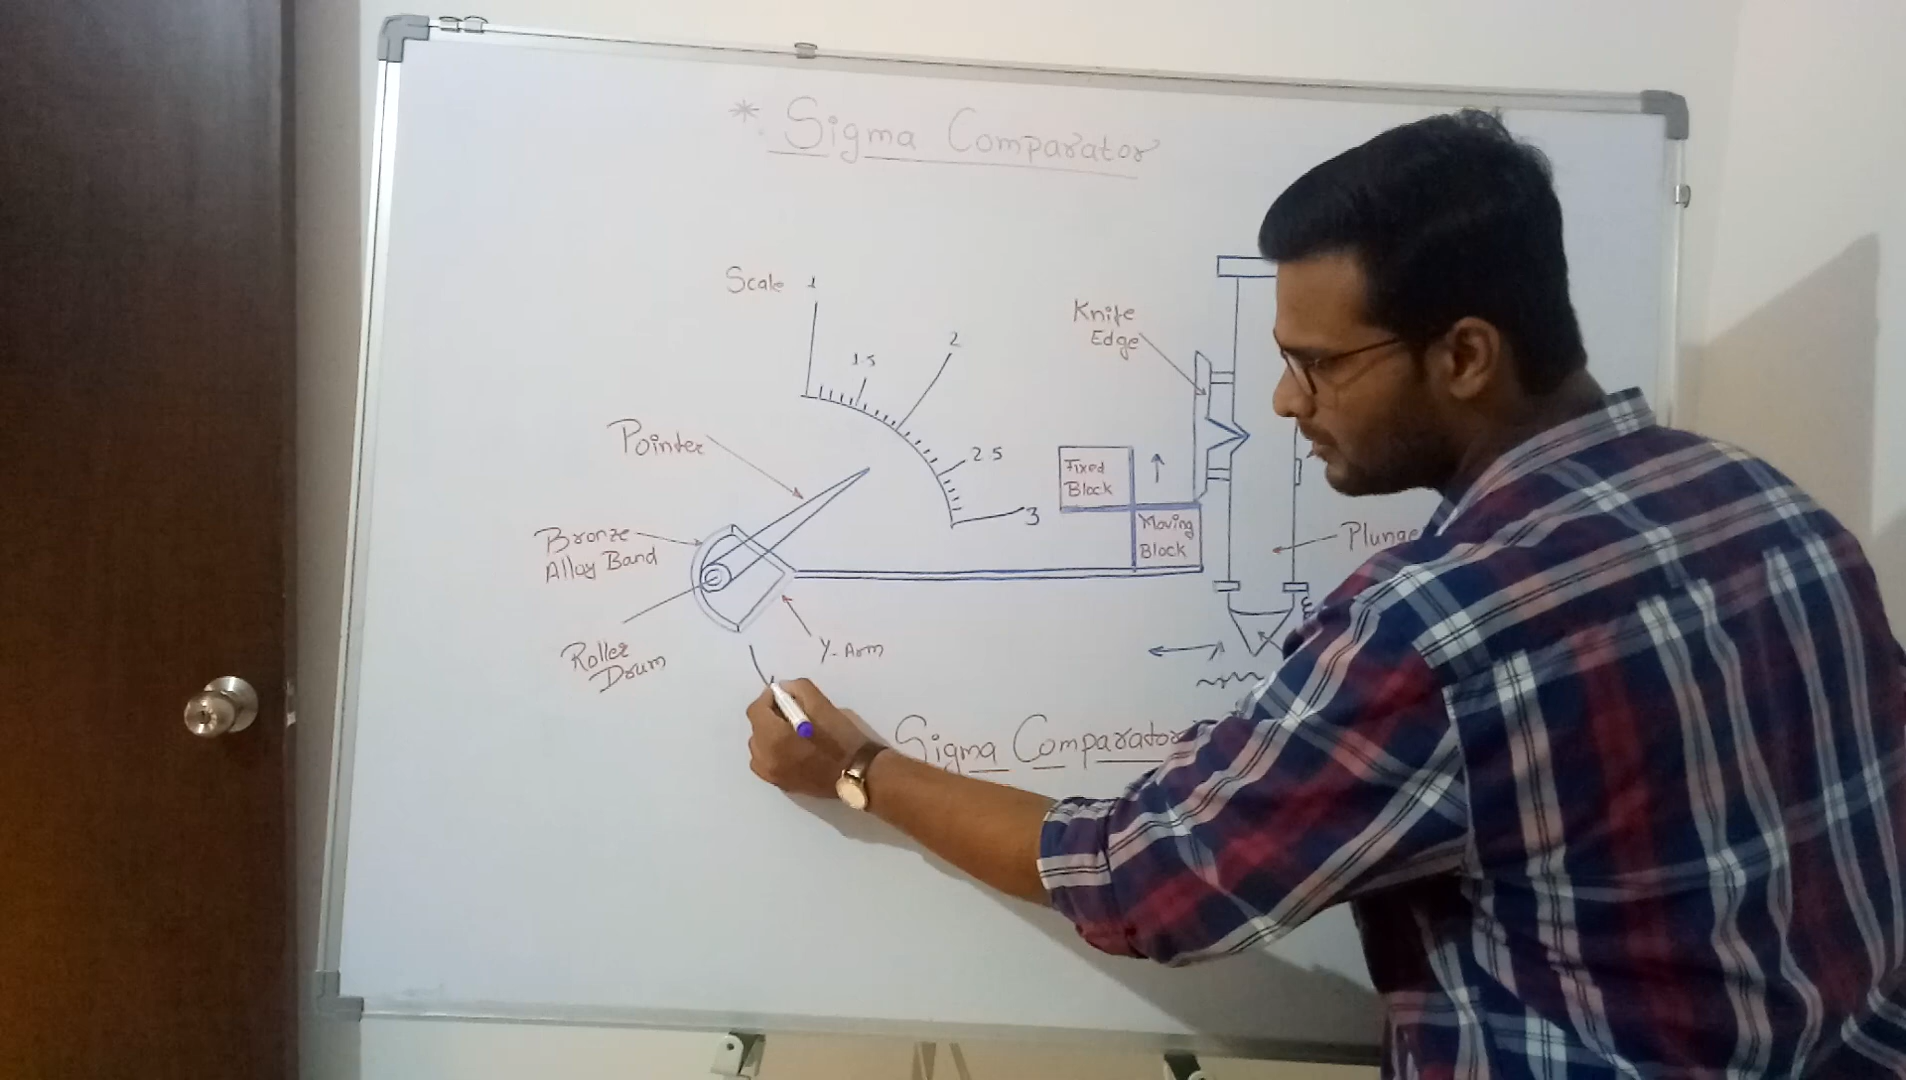 * Sigma Comparator
Scale 1
1.5
2
2.5
3
Knife
Edge
Pointer
Fixed
Block
Moving
Block
Bronze
Alloy Band
Plunge
Roller
Drum
Y-Arm
Sigma Comparator